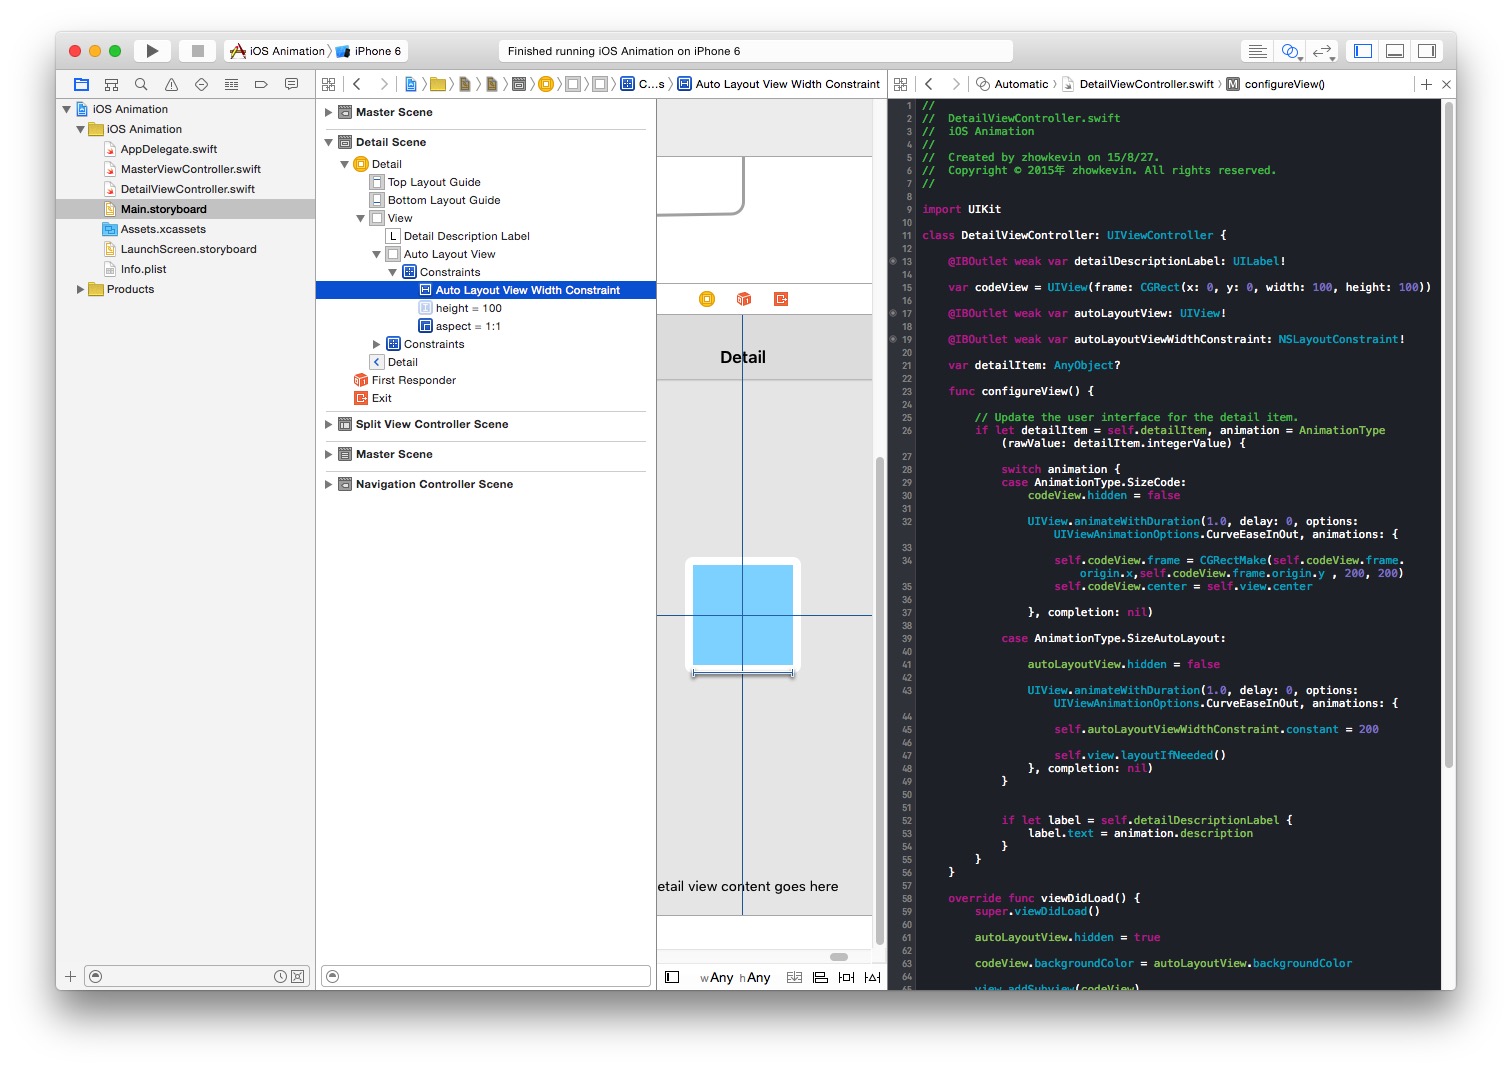 iOS Animation iPhone 6
Finished running iOS Animation on iPhone 6
C...s Auto Layout View Width Constraint
Automatic DetailViewController.swift M configureView()
iOS Animation
iOS Animation
AppDelegate.swift
MasterViewController.swift
DetailViewController.swift
Main.storyboard
Assets.xcassets
LaunchScreen.storyboard
Info.plist
Products
Master Scene
Detail Scene
Detail
Top Layout Guide
Bottom Layout Guide
View
L Detail Description Label
Auto Layout View
Constraints
Auto Layout View Width Constraint
height = 100
aspect = 1:1
Constraints
Detail
First Responder
Exit
Split View Controller Scene
Master Scene
Navigation Controller Scene
Detail
etail view content goes here
wAny hAny
1 //
2 //  DetailViewController.swift
3 //  iOS Animation
4 //
5 //  Created by zhowkevin on 15/8/27.
6 //  Copyright © 2015年 zhowkevin. All rights reserved.
7 //
8
9 import UIKit
10
11 class DetailViewController: UIViewController {
12
13 @IBOutlet weak var detailDescriptionLabel: UILabel!
14
15 var codeView = UIView(frame: CGRect(x: 0, y: 0, width: 100, height: 100))
16
17 @IBOutlet weak var autoLayoutView: UIView!
18
19 @IBOutlet weak var autoLayoutViewWidthConstraint: NSLayoutConstraint!
20
21 var detailItem: AnyObject?
22
23 func configureView() {
24
25 // Update the user interface for the detail item.
26 if let detailItem = self.detailItem, animation = AnimationType
(rawValue: detailItem.integerValue) {
27
28 switch animation {
29 case AnimationType.SizeCode:
30 codeView.hidden = false
31
32 UIView.animateWithDuration(1.0, delay: 0, options:
UIViewAnimationOptions.CurveEaseInOut, animations: {
33
34 self.codeView.frame = CGRectMake(self.codeView.frame.
origin.x,self.codeView.frame.origin.y , 200, 200)
35 self.codeView.center = self.view.center
36
37 }, completion: nil)
38
39 case AnimationType.SizeAutoLayout:
40
41 autoLayoutView.hidden = false
42
43 UIView.animateWithDuration(1.0, delay: 0, options:
UIViewAnimationOptions.CurveEaseInOut, animations: {
44
45 self.autoLayoutViewWidthConstraint.constant = 200
46
47 self.view.layoutIfNeeded()
48 }, completion: nil)
49 }
50
51
52 if let label = self.detailDescriptionLabel {
53 label.text = animation.description
54 }
55 }
56 }
57
58 override func viewDidLoad() {
59 super.viewDidLoad()
60
61 autoLayoutView.hidden = true
62
63 codeView.backgroundColor = autoLayoutView.backgroundColor
64
65 view.addSubview(codeView)